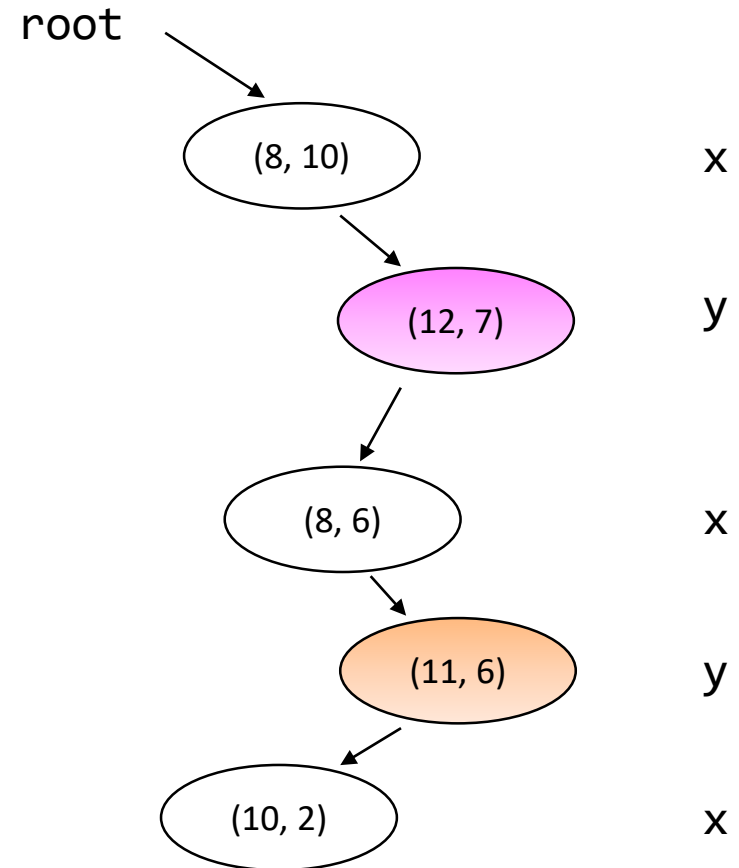 root
(8, 10) x
(12, 7) y
(8, 6) x
(11, 6) y
(10, 2) x